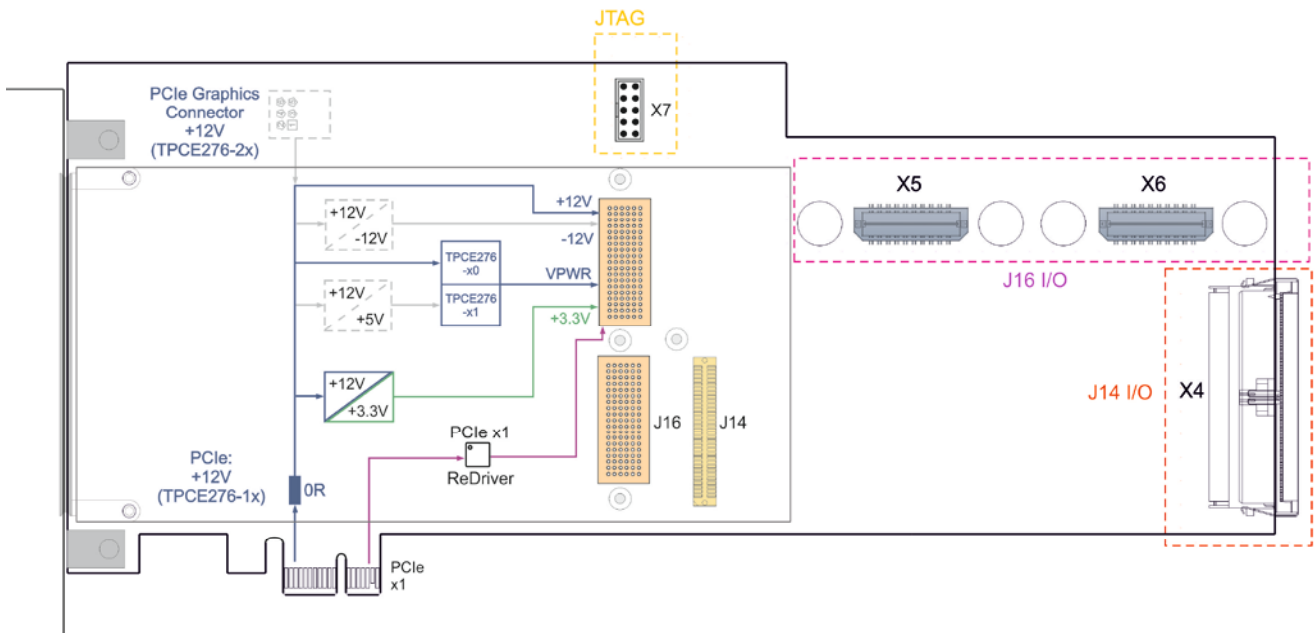 JTAG
X7
PCIe Graphics
Connector
+12V
(TPCE276-2x)
X5
X6
J16 I/O
+12V
-12V
+12V
-12V
TPCE276
-x0
VPWR
TPCE276
-x1
+12V
+5V
+3.3V
+12V
+3.3V
J16
J14
J14 I/O
X4
PCIe x1
ReDriver
PCIe:
+12V
(TPCE276-1x)
0R
PCIe
x1